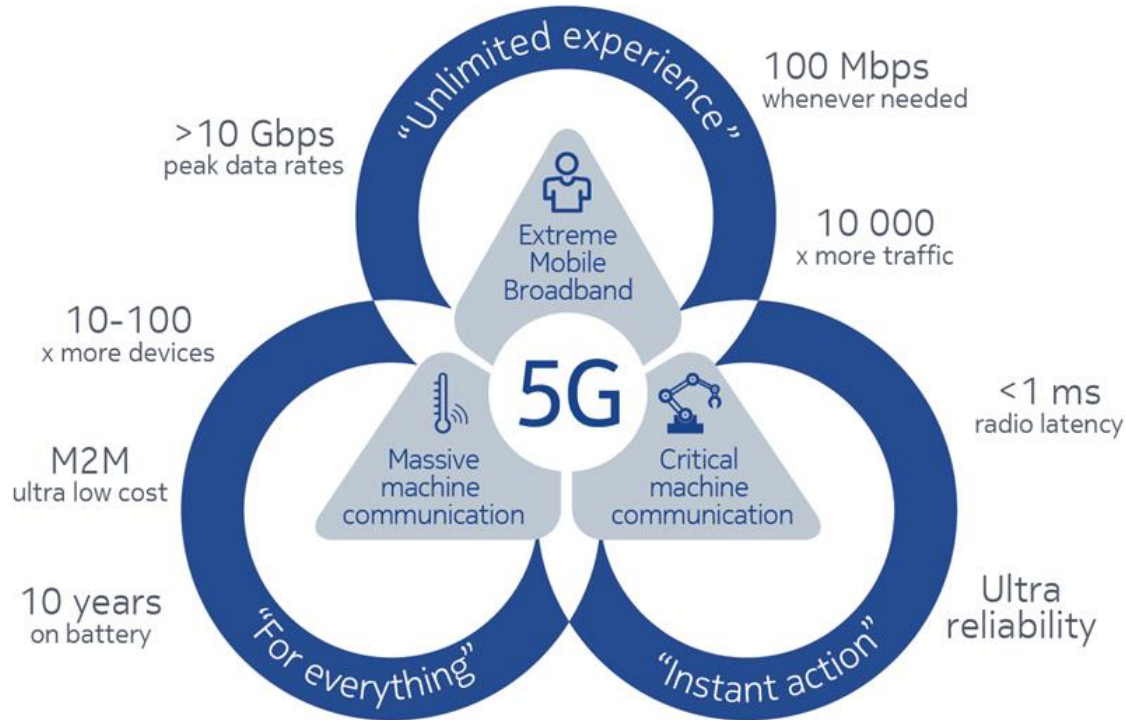 “Unlimited experience”
100 Mbps
whenever needed
>10 Gbps
peak data rates
10 000
x more traffic
Extreme
Mobile
Broadband
5G
10-100
x more devices
M2M
ultra low cost
10 years
on battery
Massive
machine
communication
“For everything”
Critical
machine
communication
<1 ms
radio latency
Ultra
reliability
“Instant action”